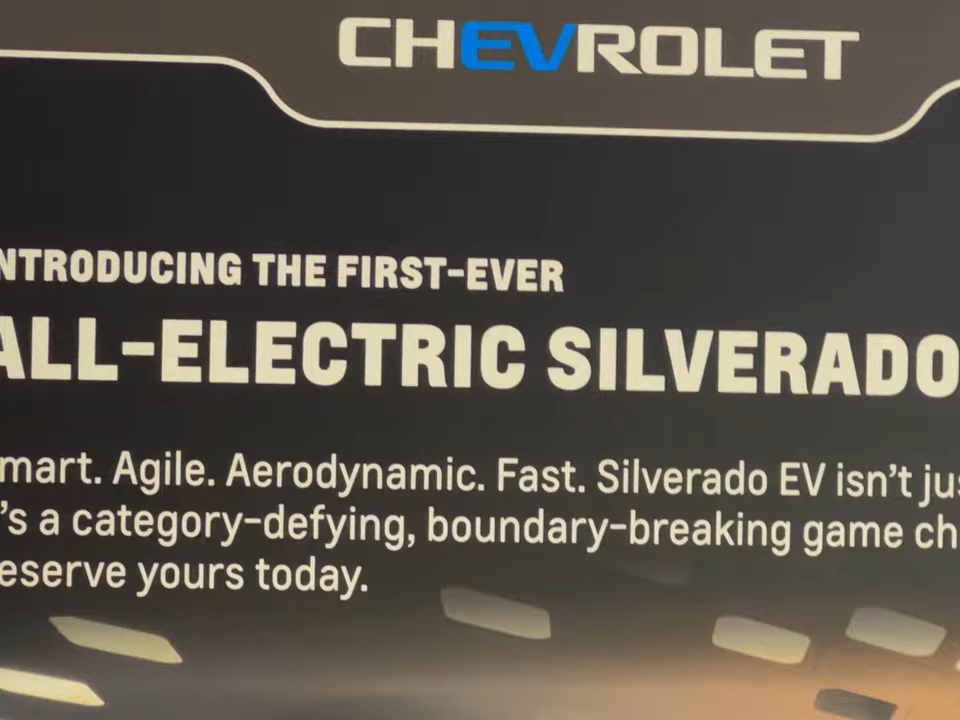 CHEVROLET
NTRODUCING THE FIRST-EVER
ALL-ELECTRIC SILVERADO
mart. Agile. Aerodynamic. Fast. Silverado EV isn't jus
's a category-defying, boundary-breaking game ch
eserve yours today.